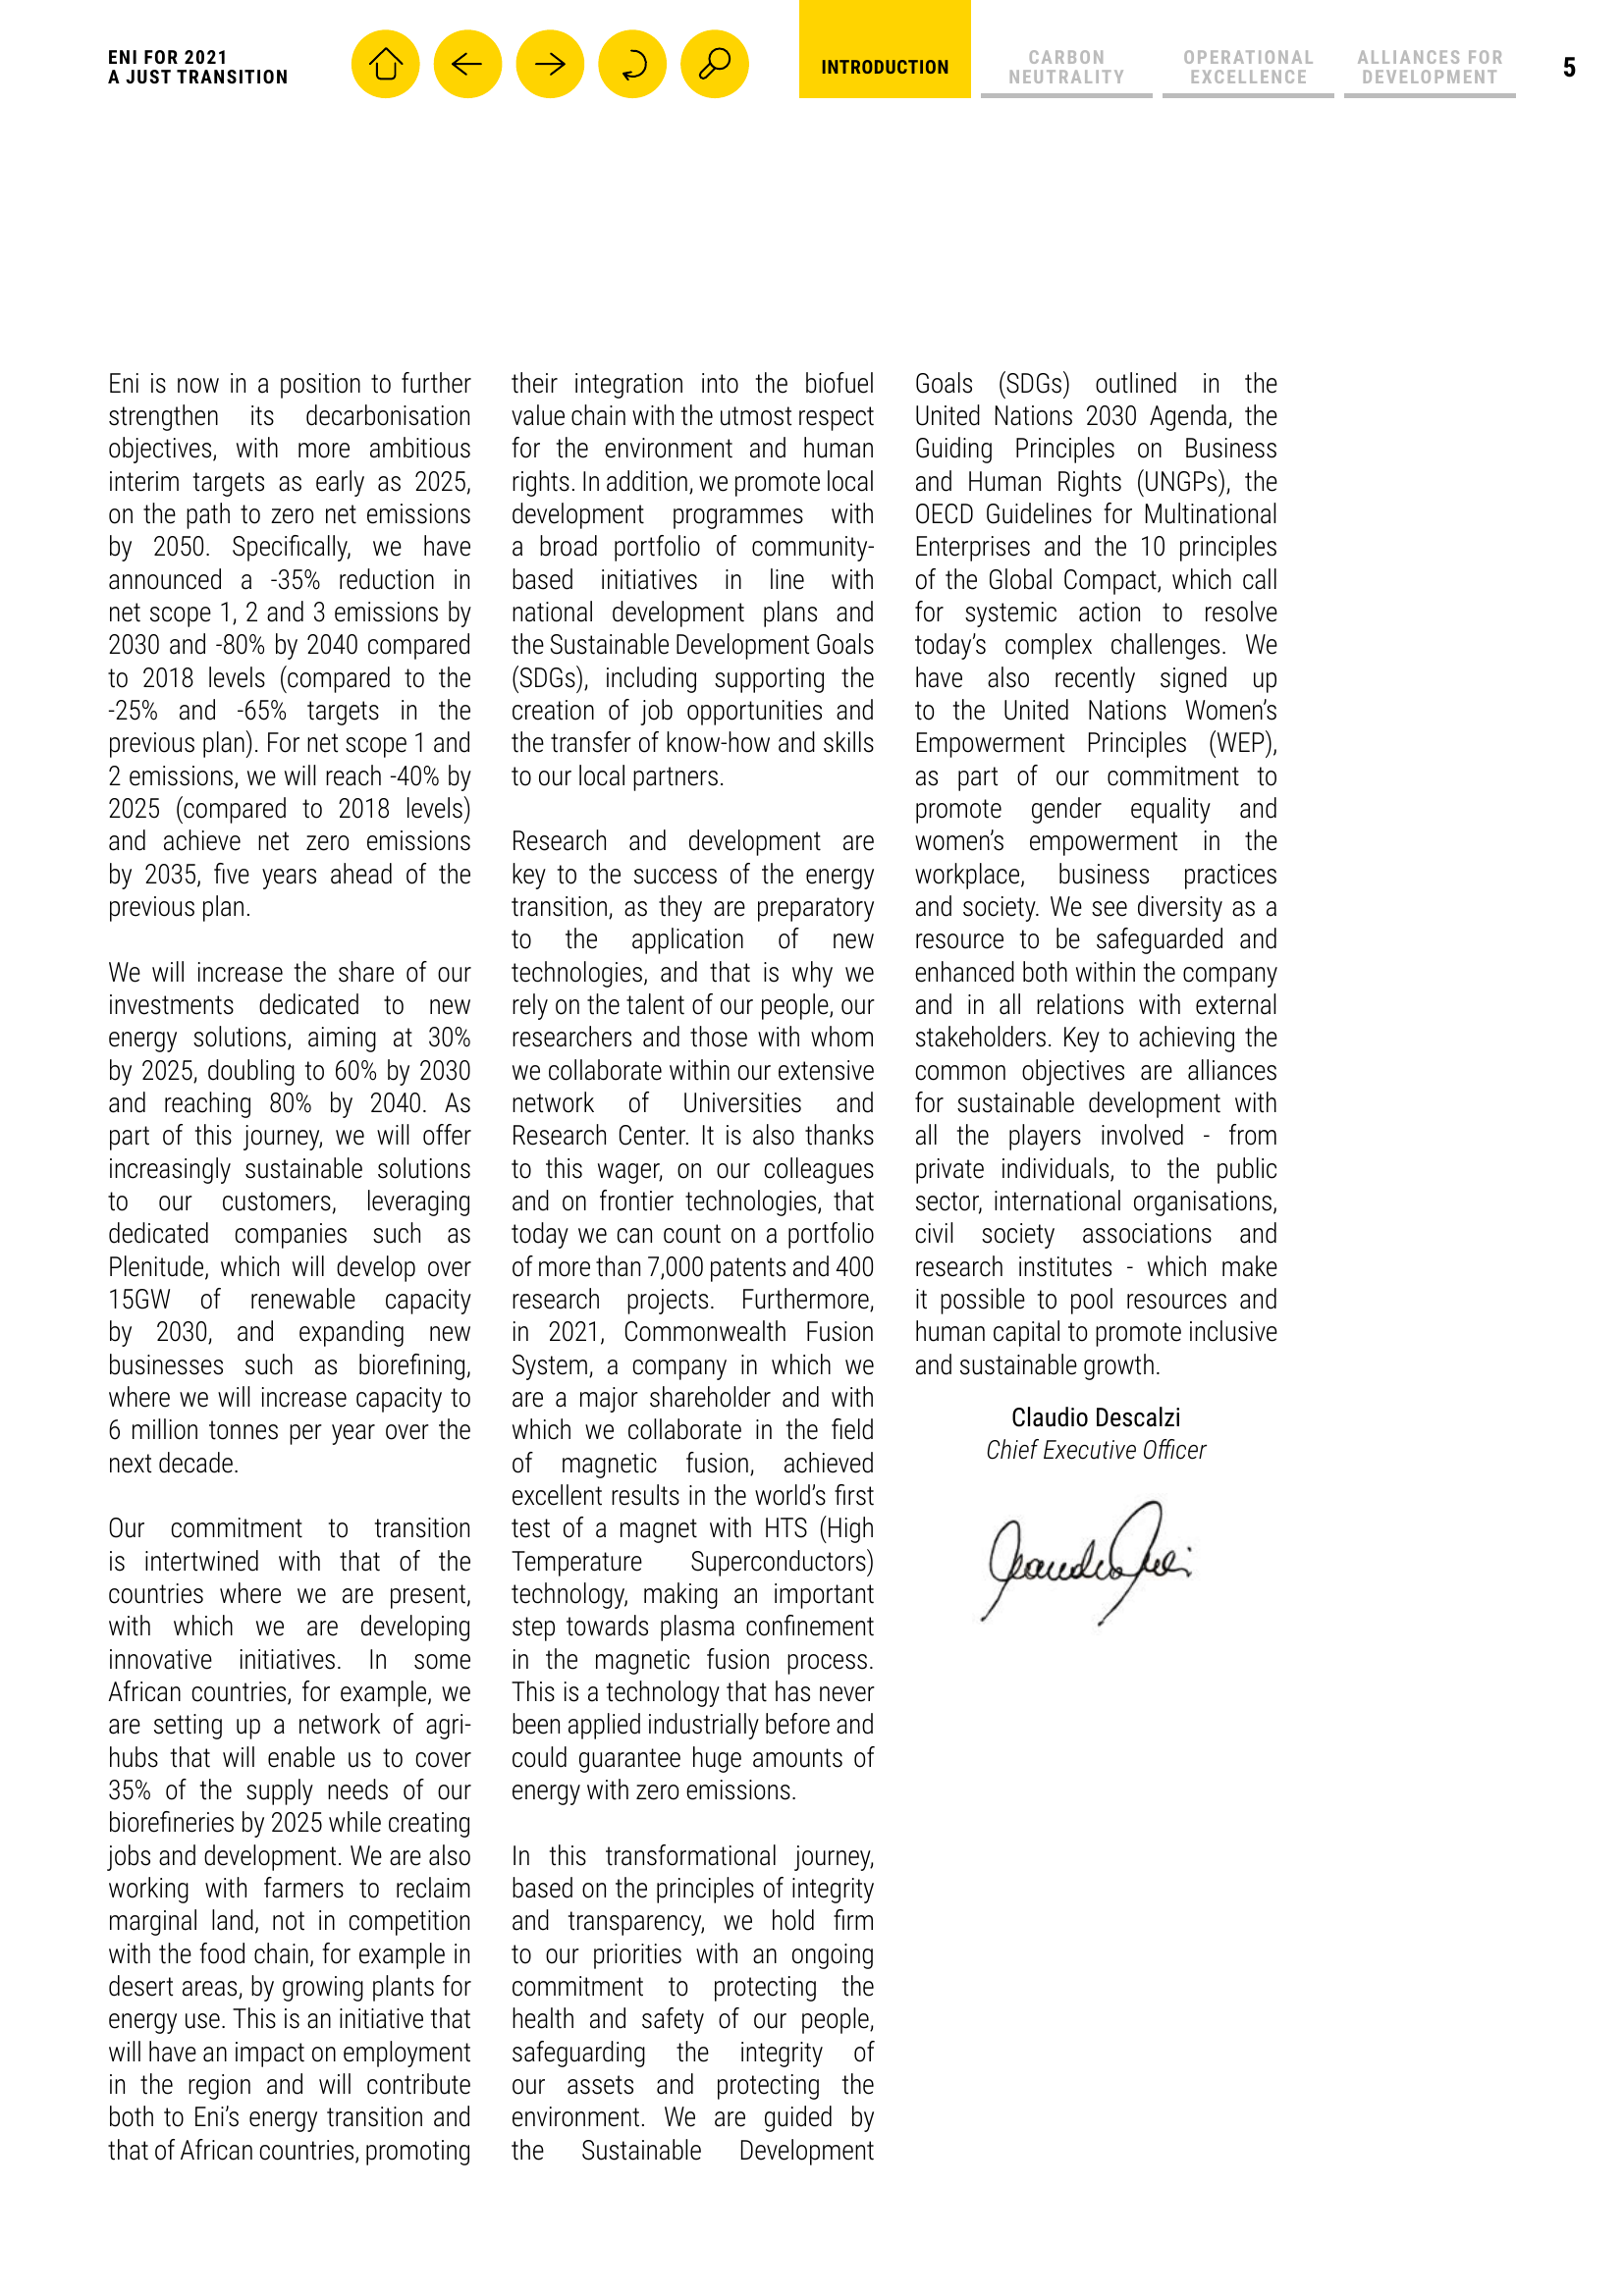 ENI FOR 2021
A JUST TRANSITION
INTRODUCTION
CARBON
NEUTRALITY
OPERATIONAL
EXCELLENCE
ALLIANCES FOR
DEVELOPMENT
5
Eni is now in a position to further
strengthen its decarbonisation
objectives, with more ambitious
interim targets as early as 2025,
on the path to zero net emissions
by 2050. Specifically, we have
announced a -35% reduction in
net scope 1, 2 and 3 emissions by
2030 and -80% by 2040 compared
to 2018 levels (compared to the
-25% and -65% targets in the
previous plan). For net scope 1 and
2 emissions, we will reach -40% by
2025 (compared to 2018 levels)
and achieve net zero emissions
by 2035, five years ahead of the
previous plan.
We will increase the share of our
investments dedicated to new
energy solutions, aiming at 30%
by 2025, doubling to 60% by 2030
and reaching 80% by 2040. As
part of this journey, we will offer
increasingly sustainable solutions
to our customers, leveraging
dedicated companies such as
Plenitude, which will develop over
15GW of renewable capacity
by 2030, and expanding new
businesses such as biorefining,
where we will increase capacity to
6 million tonnes per year over the
next decade.
Our commitment to transition
is intertwined with that of the
countries where we are present,
with which we are developing
innovative initiatives. In some
African countries, for example, we
are setting up a network of agri-
hubs that will enable us to cover
35% of the supply needs of our
biorefineries by 2025 while creating
jobs and development. We are also
working with farmers to reclaim
marginal land, not in competition
with the food chain, for example in
desert areas, by growing plants for
energy use. This is an initiative that
will have an impact on employment
in the region and will contribute
both to Eni's energy transition and
that of African countries, promoting
their integration into the biofuel
value chain with the utmost respect
for the environment and human
rights. In addition, we promote local
development programmes with
a broad portfolio of community-
based initiatives in line with
national development plans and
the Sustainable Development Goals
(SDGs), including supporting the
creation of job opportunities and
the transfer of know-how and skills
to our local partners.
Research and development are
key to the success of the energy
transition, as they are preparatory
to the application of new
technologies, and that is why we
rely on the talent of our people, our
researchers and those with whom
we collaborate within our extensive
network of Universities and
Research Center. It is also thanks
to this wager, on our colleagues
and on frontier technologies, that
today we can count on a portfolio
of more than 7,000 patents and 400
research projects. Furthermore,
in 2021, Commonwealth Fusion
System, a company in which we
are a major shareholder and with
which we collaborate in the field
of magnetic fusion, achieved
excellent results in the world's first
test of a magnet with HTS (High
Temperature Superconductors)
technology, making an important
step towards plasma confinement
in the magnetic fusion process.
This is a technology that has never
been applied industrially before and
could guarantee huge amounts of
energy with zero emissions.
In this transformational journey,
based on the principles of integrity
and transparency, we hold firm
to our priorities with an ongoing
commitment to protecting the
health and safety of our people,
safeguarding the integrity of
our assets and protecting the
environment. We are guided by
the Sustainable Development
Goals (SDGs) outlined in the
United Nations 2030 Agenda, the
Guiding Principles on Business
and Human Rights (UNGPs), the
OECD Guidelines for Multinational
Enterprises and the 10 principles
of the Global Compact, which call
for systemic action to resolve
today's complex challenges. We
have also recently signed up
to the United Nations Women's
Empowerment Principles (WEP),
as part of our commitment to
promote gender equality and
women's empowerment in the
workplace, business practices
and society. We see diversity as a
resource to be safeguarded and
enhanced both within the company
and in all relations with external
stakeholders. Key to achieving the
common objectives are alliances
for sustainable development with
all the players involved - from
private individuals, to the public
sector, international organisations,
civil society associations and
research institutes - which make
it possible to pool resources and
human capital to promote inclusive
and sustainable growth.
Claudio Descalzi
Chief Executive Officer